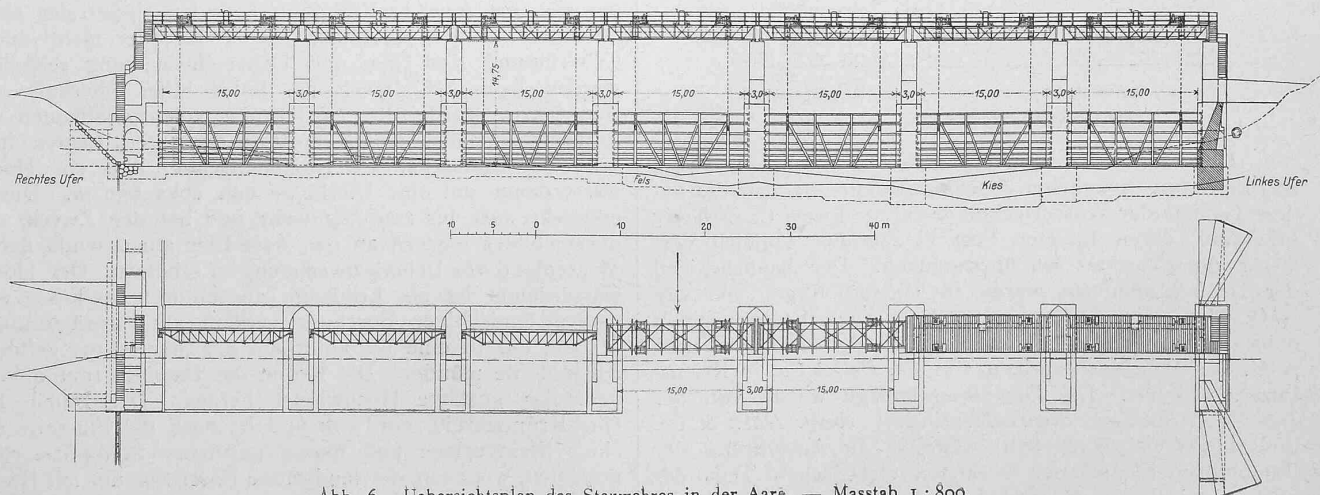 14,75
15,00 3,0 15,00 3,0 15,00 3,0 15,00 3,0 15,00 3,0 15,00 3,0 15,00
Rechtes Ufer
Fels
Kies
Linkes Ufer
10 5 0 10 20 30 40 m
15,00 3,00 15,00
Abb. 6. Uebersichtsplan des Stauwehres in der Aare. — Masstab 1 : 800.